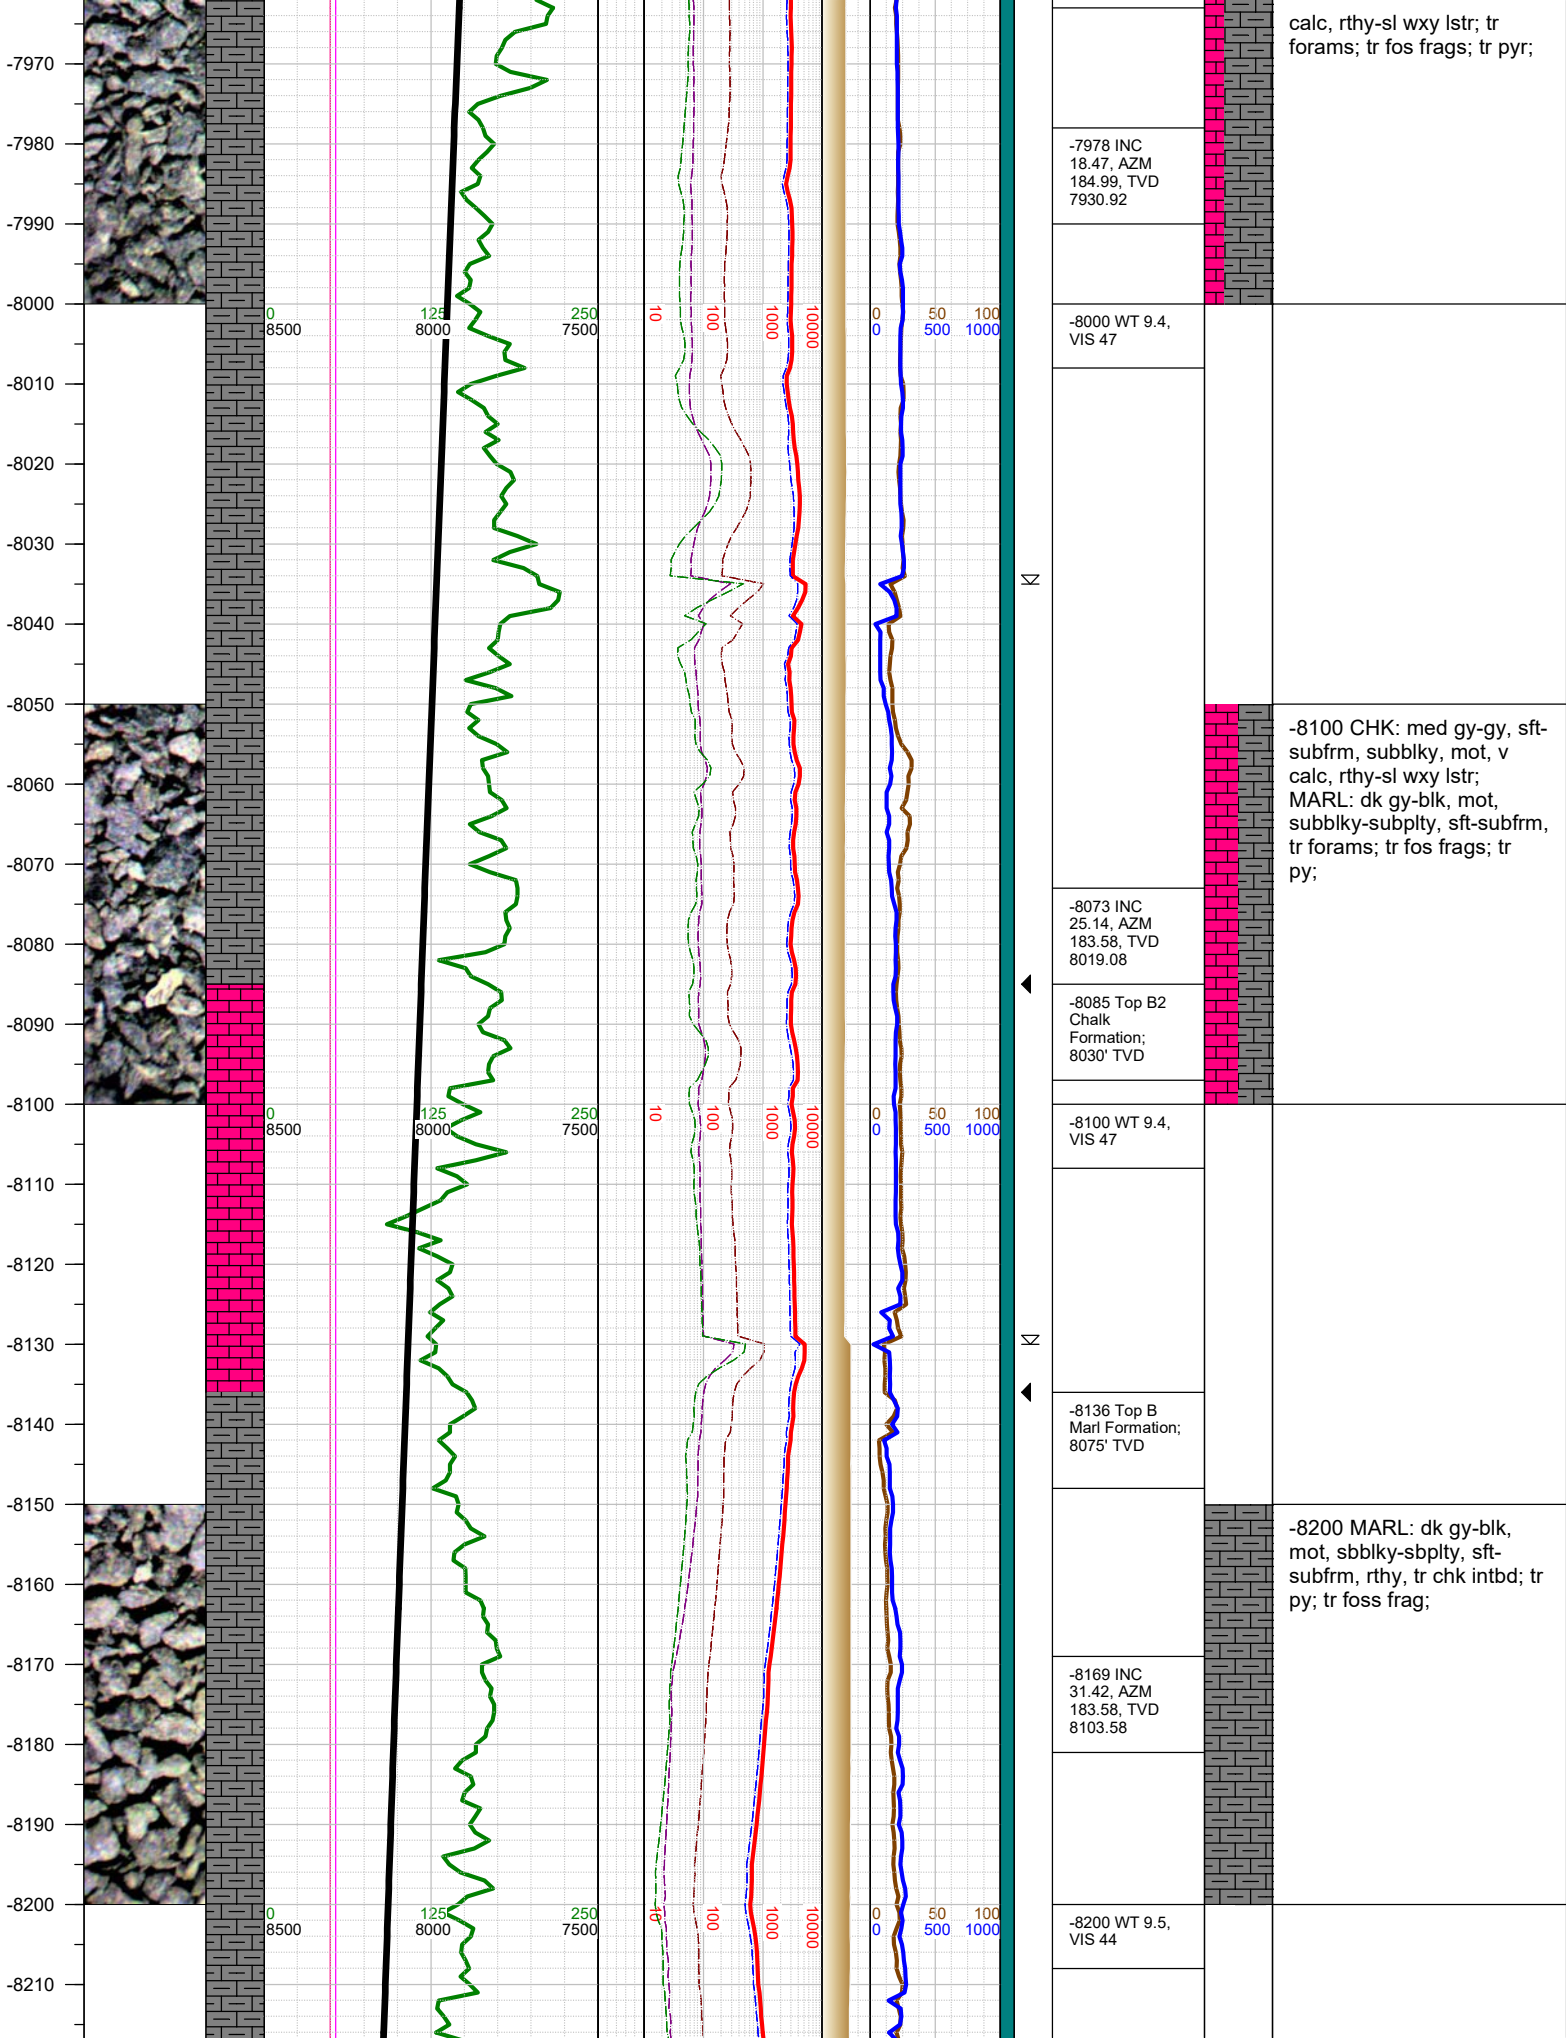 calc, rthy-sl wxy lstr; tr
forams; tr fos frags; tr pyr;
-7970
-7980
-7978 INC
18.47, AZM
184.99, TVD
7930.92
-7990
-8000
0 125 250
8500 8000 7500
10 100 1000 10000
0 50 100
0 500 1000
-8000 WT 9.4,
VIS 47
-8010
-8020
-8030
-8040
-8050
-8100 CHK: med gy-gy, sft-
subfrm, subblky, mot, v
calc, rthy-sl wxy lstr;
MARL: dk gy-blk, mot,
subblky-subplty, sft-subfrm,
tr forams; tr fos frags; tr
py;
-8060
-8070
-8073 INC
25.14, AZM
183.58, TVD
8019.08
-8080
-8085 Top B2
Chalk
Formation;
8030' TVD
-8090
-8100
0 125 250
8500 8000 7500
10 100 1000 10000
0 50 100
0 500 1000
-8100 WT 9.4,
VIS 47
-8110
-8120
-8130
-8136 Top B
Marl Formation;
8075' TVD
-8140
-8150
-8200 MARL: dk gy-blk,
mot, sbblky-sbplty, sft-
subfrm, rthy, tr chk intbd; tr
py; tr foss frag;
-8160
-8170
-8169 INC
31.42, AZM
183.58, TVD
8103.58
-8180
-8190
-8200
0 125 250
8500 8000 7500
10 100 1000 10000
0 50 100
0 500 1000
-8200 WT 9.5,
VIS 44
-8210